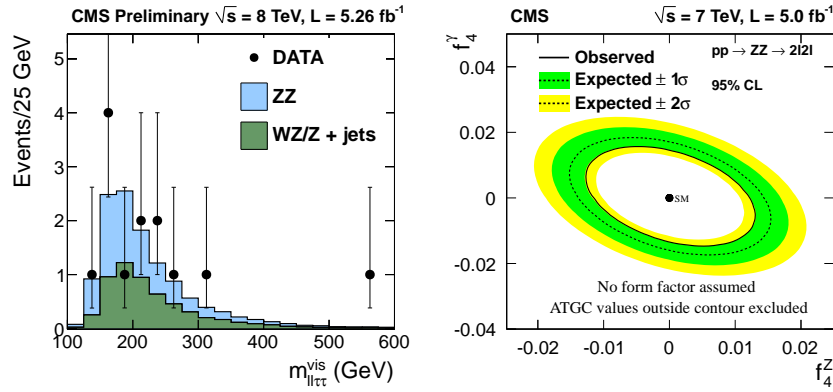 CMS Preliminary √s = 8 TeV, L = 5.26 fb⁻¹
Events/25 GeV
DATA
ZZ
WZ/Z + jets
5
4
3
2
1
0
100 200 300 400 500 600
m^vis_llττ (GeV)
CMS √s = 7 TeV, L = 5.0 fb⁻¹
f_4^γ
Observed
Expected ± 1σ
Expected ± 2σ
pp → ZZ → 2l2l
95% CL
0.04
0.02
0
-0.02
-0.04
SM
No form factor assumed
ATGC values outside contour excluded
-0.02 -0.01 0 0.01 0.02
f_4^Z